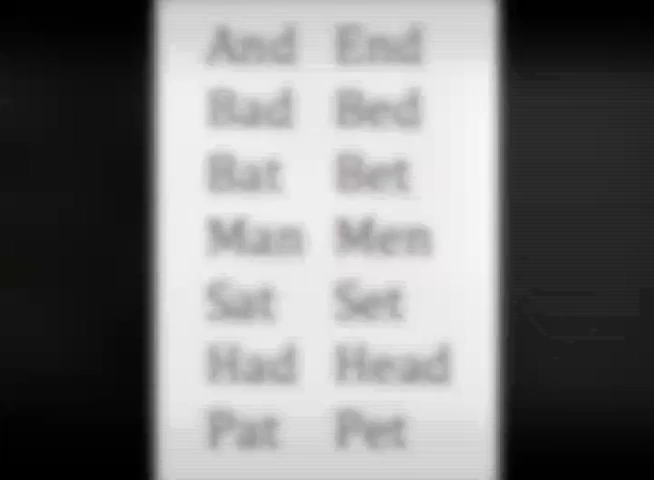 And End
Bad Bed
Bat Bet
Man Men
Sat Set
Had Head
Pat Pet